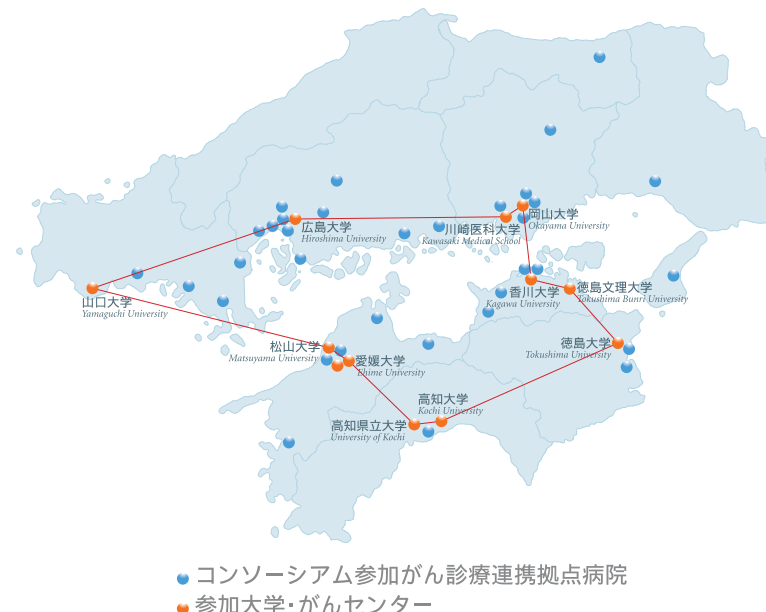 岡山大学
Okayama University
広島大学
Hiroshima University
川崎医科大学
Kawasaki Medical School
山口大学
Yamaguchi University
香川大学
Kagawa University
徳島文理大学
Tokushima Bunri University
松山大学
Matsuyama University
愛媛大学
Ehime University
徳島大学
Tokushima University
高知大学
Kochi University
高知県立大学
University of Kochi
コンソーシアム参加がん診療連携拠点病院
参加大学・がんセンター